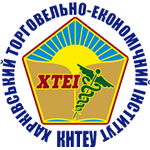 ХАРКІВСЬКИЙ ТОРГОВЕЛЬНО-ЕКОНОМІЧНИЙ ІНСТИТУТ
ХТЕІ
КНТЕУ